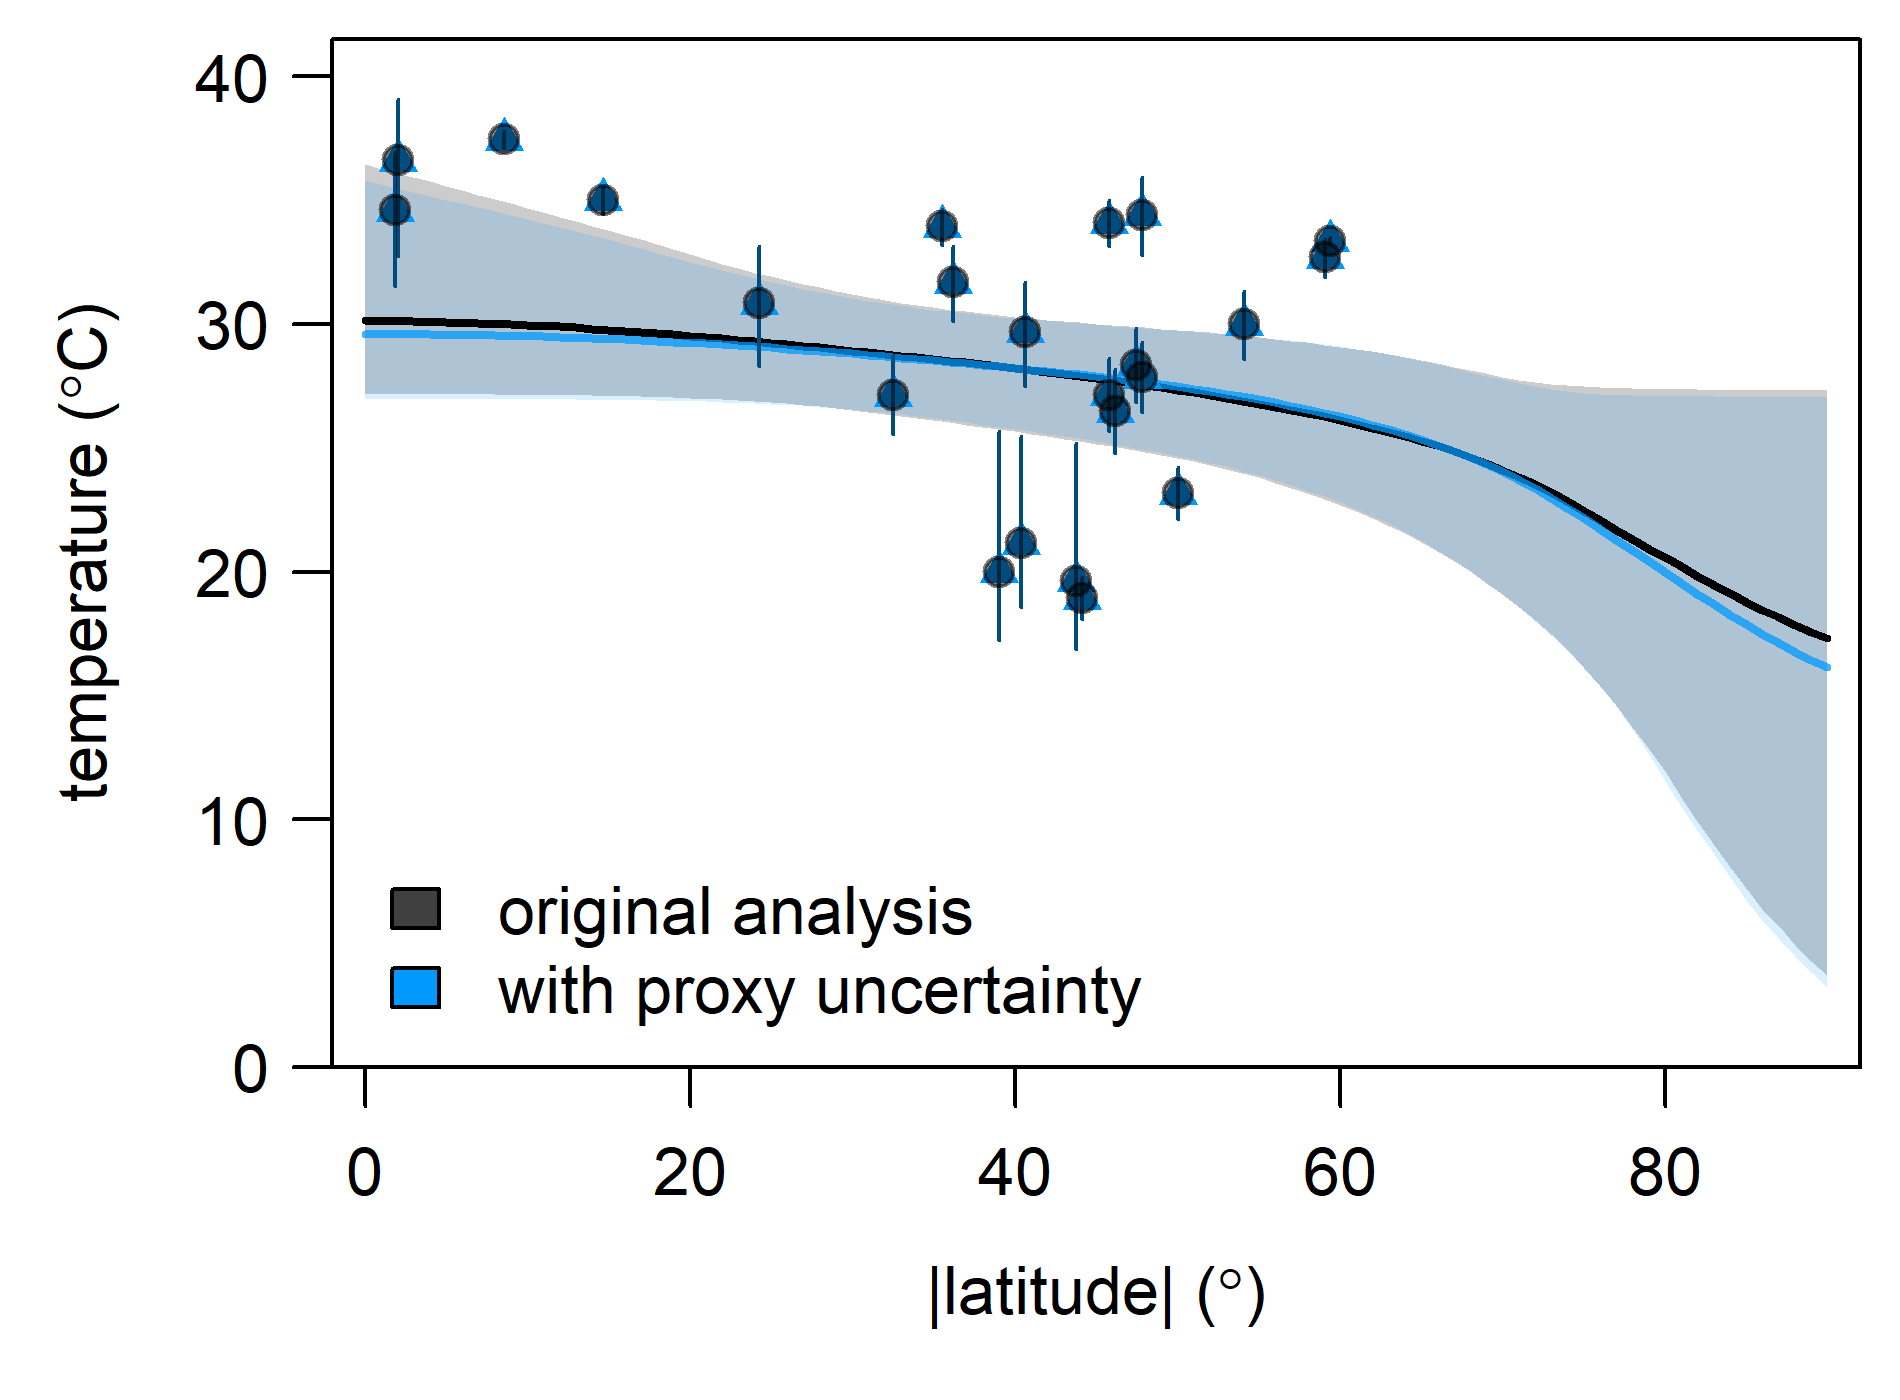 temperature (°C)
40
30
20
10
0
original analysis
with proxy uncertainty
0 20 40 60 80
|latitude| (°)